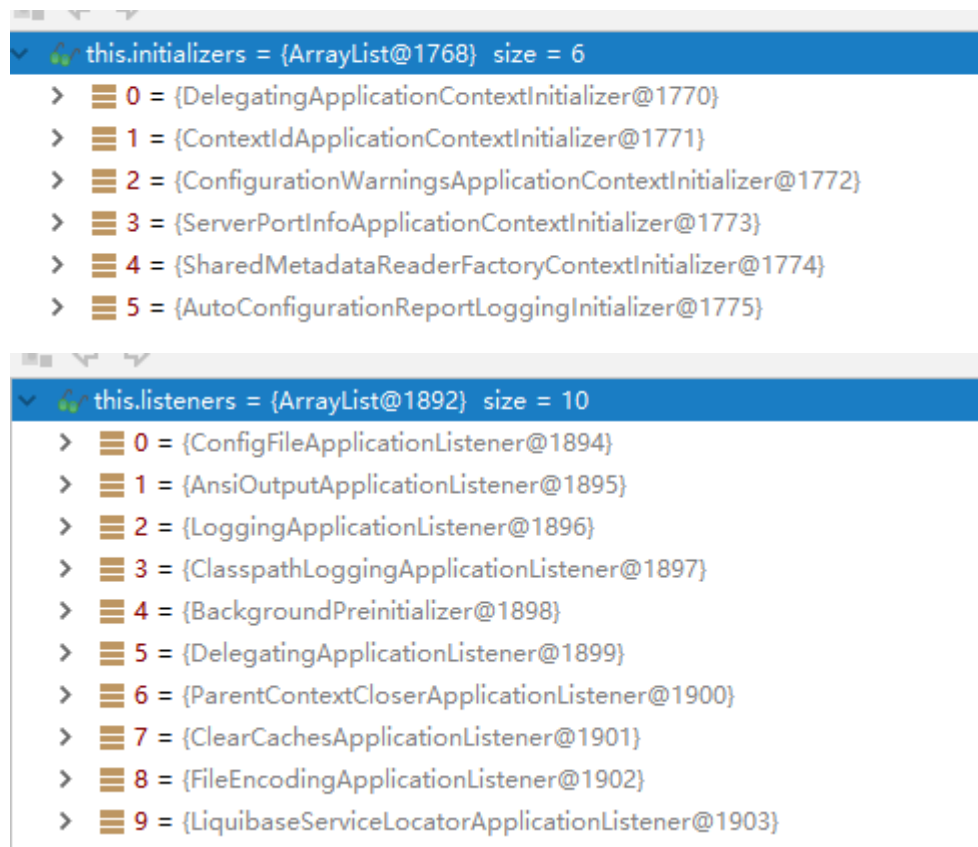 this.initializers = {ArrayList@1768} size = 6
0 = {DelegatingApplicationContextInitializer@1770}
1 = {ContextIdApplicationContextInitializer@1771}
2 = {ConfigurationWarningsApplicationContextInitializer@1772}
3 = {ServerPortInfoApplicationContextInitializer@1773}
4 = {SharedMetadataReaderFactoryContextInitializer@1774}
5 = {AutoConfigurationReportLoggingInitializer@1775}
this.listeners = {ArrayList@1892} size = 10
0 = {ConfigFileApplicationListener@1894}
1 = {AnsiOutputApplicationListener@1895}
2 = {LoggingApplicationListener@1896}
3 = {ClasspathLoggingApplicationListener@1897}
4 = {BackgroundPreinitializer@1898}
5 = {DelegatingApplicationListener@1899}
6 = {ParentContextCloserApplicationListener@1900}
7 = {ClearCachesApplicationListener@1901}
8 = {FileEncodingApplicationListener@1902}
9 = {LiquibaseServiceLocatorApplicationListener@1903}